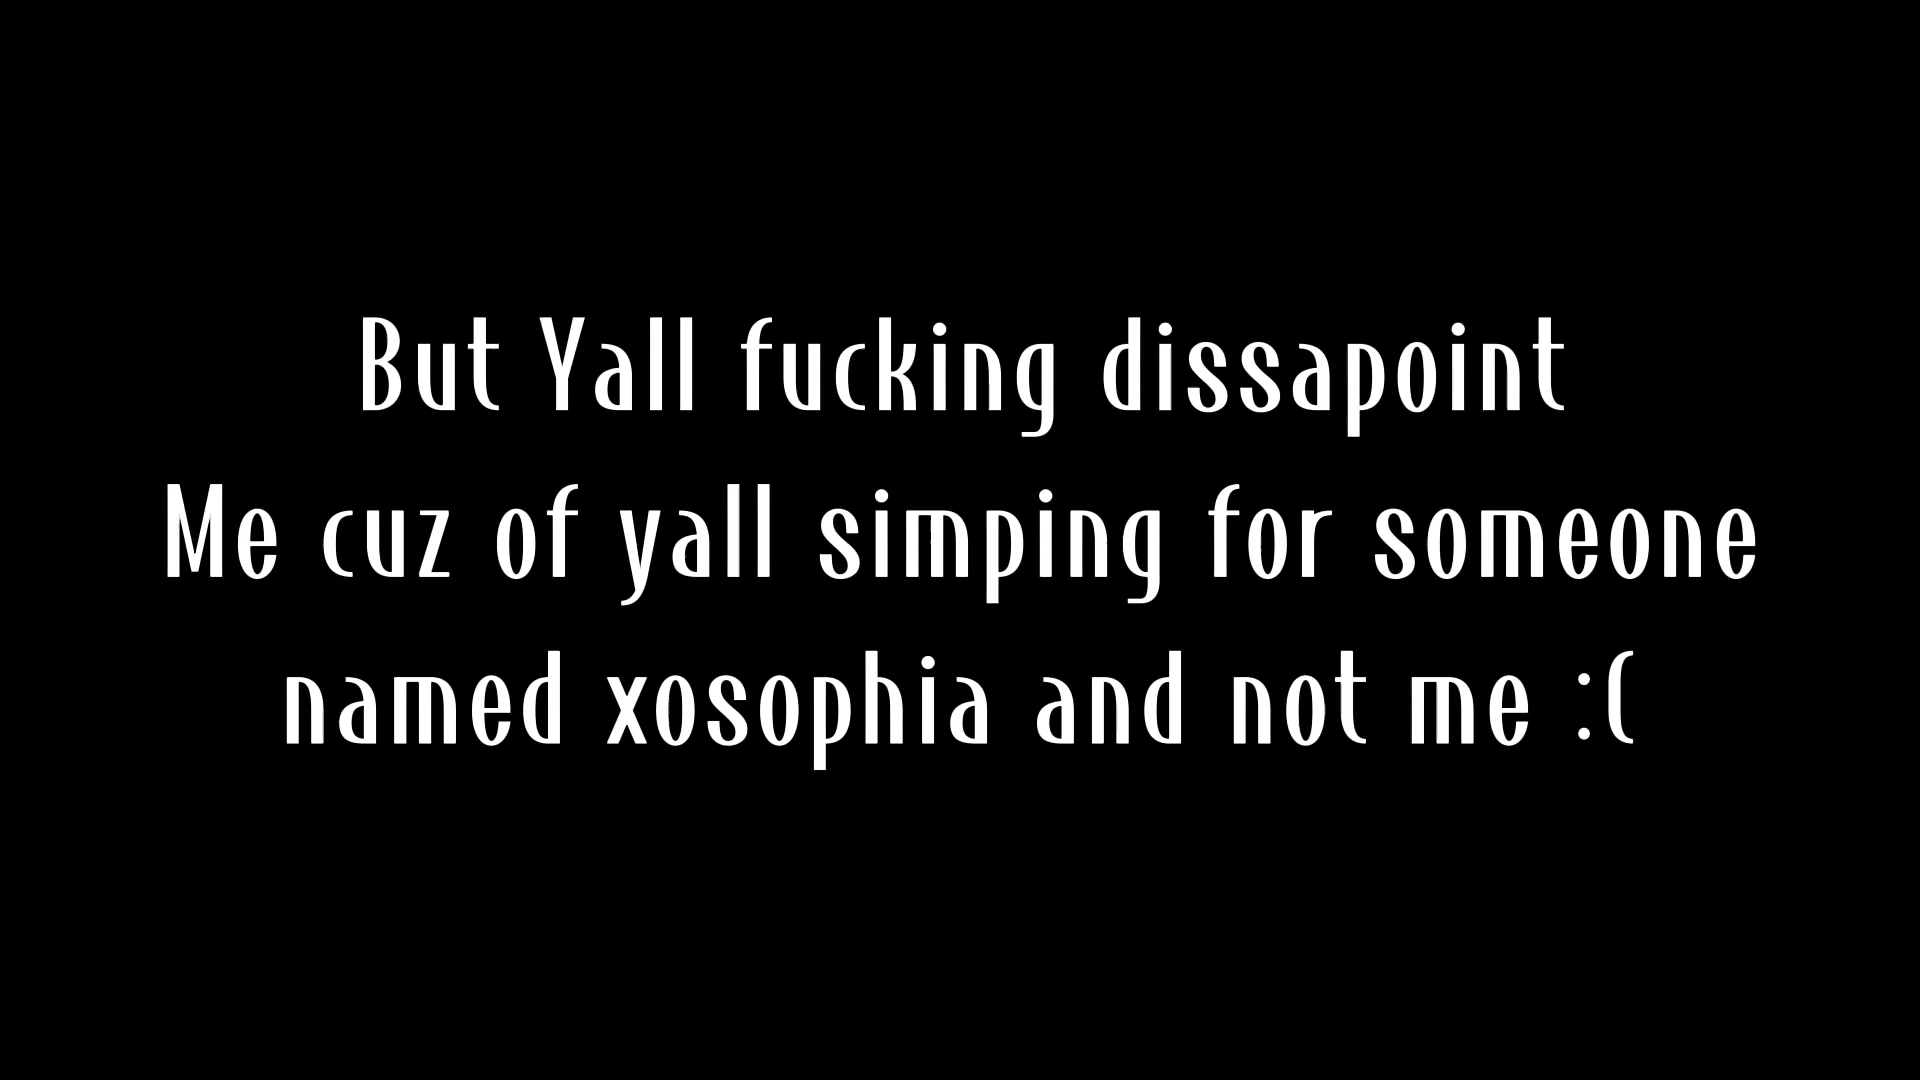 But Yall fucking dissapoint
Me cuz of yall simping for someone
named xosophia and not me :(